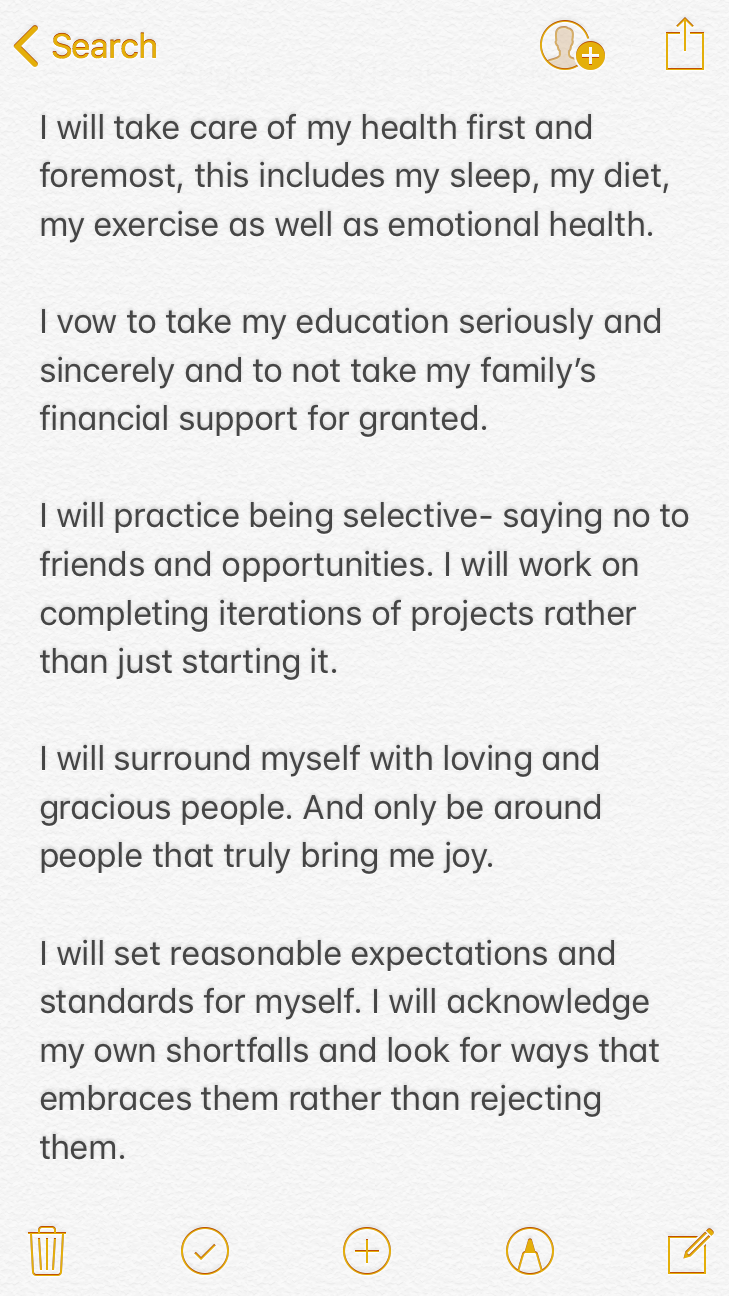 Search
I will take care of my health first and
foremost, this includes my sleep, my diet,
my exercise as well as emotional health.
I vow to take my education seriously and
sincerely and to not take my family’s
financial support for granted.
I will practice being selective- saying no to
friends and opportunities. I will work on
completing iterations of projects rather
than just starting it.
I will surround myself with loving and
gracious people. And only be around
people that truly bring me joy.
I will set reasonable expectations and
standards for myself. I will acknowledge
my own shortfalls and look for ways that
embraces them rather than rejecting
them.